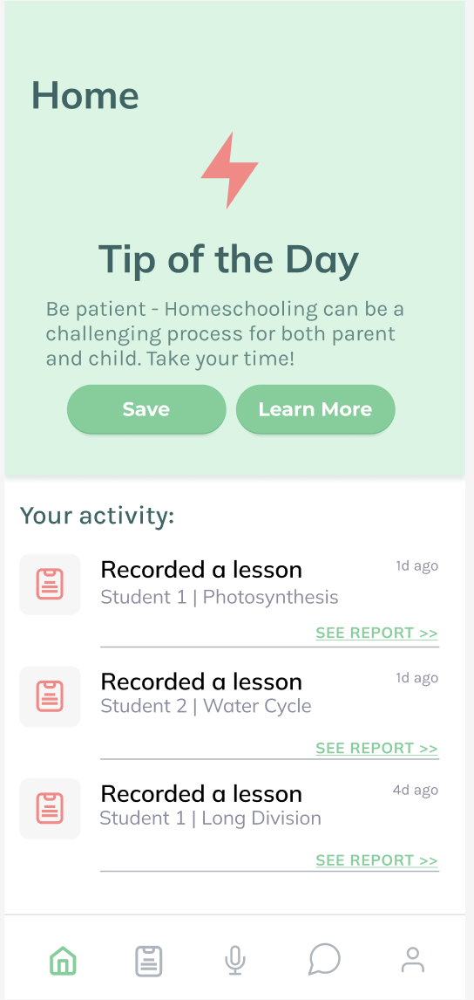 Home
Tip of the Day
Be patient - Homeschooling can be a
challenging process for both parent
and child. Take your time!
Save
Learn More
Your activity:
Recorded a lesson
1d ago
Student 1 | Photosynthesis
SEE REPORT >>
Recorded a lesson
1d ago
Student 2 | Water Cycle
SEE REPORT >>
Recorded a lesson
4d ago
Student 1 | Long Division
SEE REPORT >>